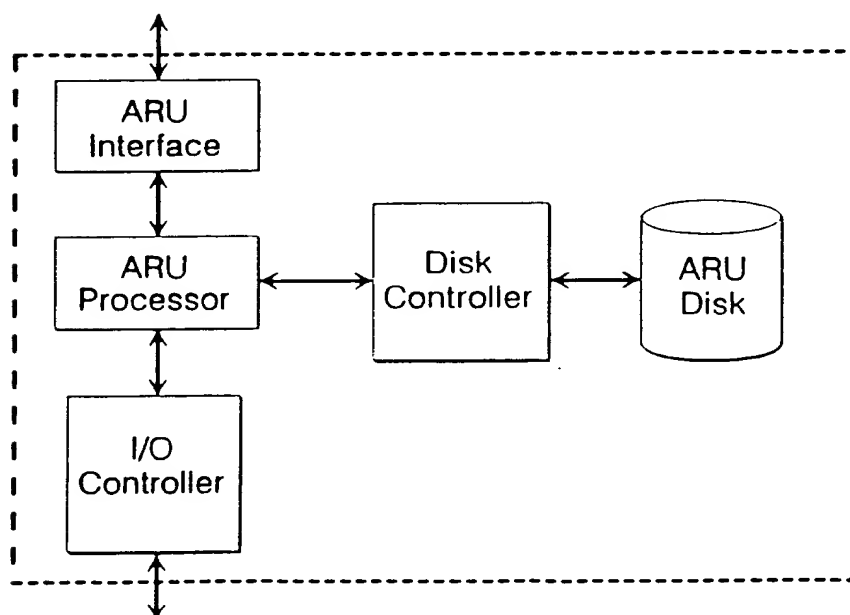 ARU
Interface
ARU
Processor
Disk
Controller
ARU
Disk
I/O
Controller